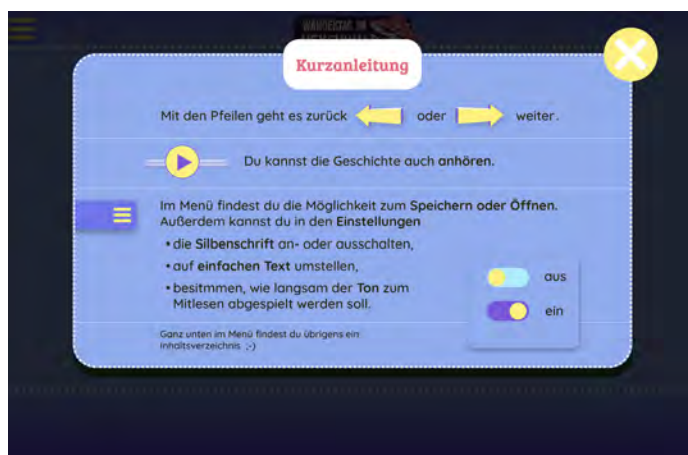 WANDERTAG IM
Kurzanleitung
Mit den Pfeilen geht es zurück oder weiter.
Du kannst die Geschichte auch anhören.
Im Menü findest du die Möglichkeit zum Speichern oder Öffnen.
Außerdem kannst du in den Einstellungen
• die Silbenschrift an- oder ausschalten,
• auf einfachen Text umstellen,
• besitmmen, wie langsam der Ton zum
Mitlesen abgespielt werden soll.
aus
ein
Ganz unten im Menü findest du übrigens ein
Inhaltsverzeichnis ;-)